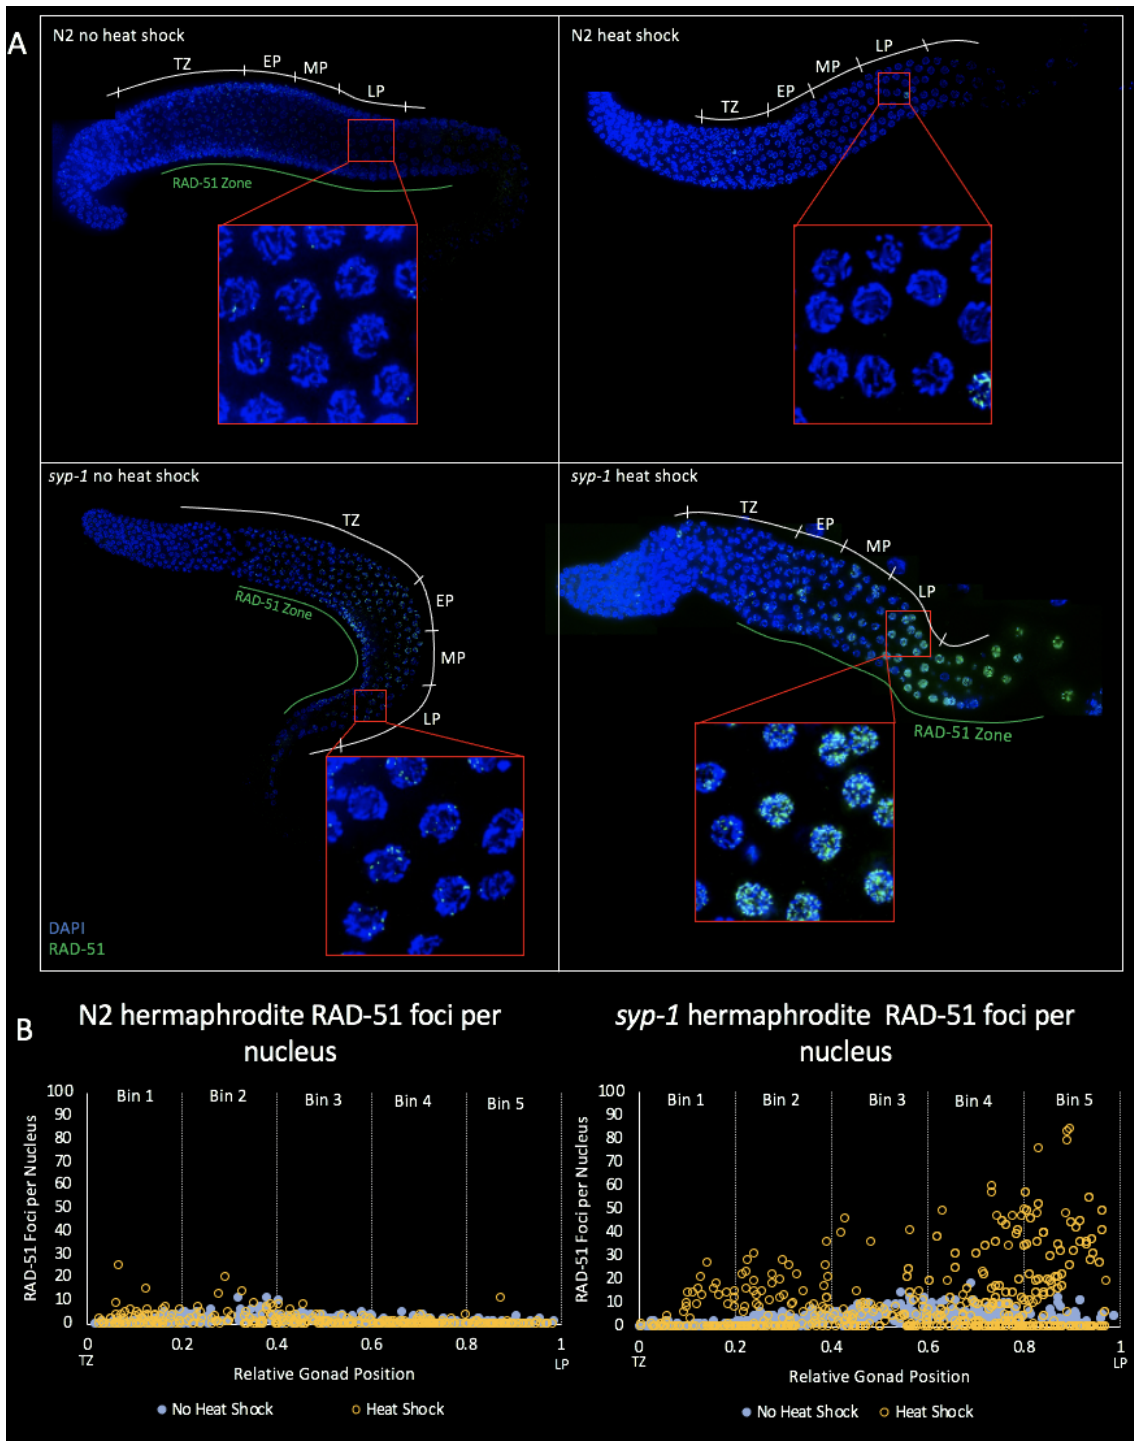 A
N2 no heat shock
TZ
EP
MP
LP
RAD-51 Zone
N2 heat shock
TZ
EP
MP
LP
syp-1 no heat shock
TZ
EP
MP
LP
RAD-51 Zone
DAPI
RAD-51
syp-1 heat shock
TZ
EP
MP
LP
RAD-51 Zone
B
N2 hermaphrodite RAD-51 foci per
nucleus
RAD-51 Foci per Nucleus
100
90
80
70
60
50
40
30
20
10
0
Bin 1 Bin 2 Bin 3 Bin 4 Bin 5
0 0.2 0.4 0.6 0.8 1
TZ LP
Relative Gonad Position
No Heat Shock Heat Shock
syp-1 hermaphrodite RAD-51 foci per
nucleus
RAD-51 Foci per Nucleus
100
90
80
70
60
50
40
30
20
10
0
Bin 1 Bin 2 Bin 3 Bin 4 Bin 5
0 0.2 0.4 0.6 0.8 1
TZ LP
Relative Gonad Position
No Heat Shock Heat Shock